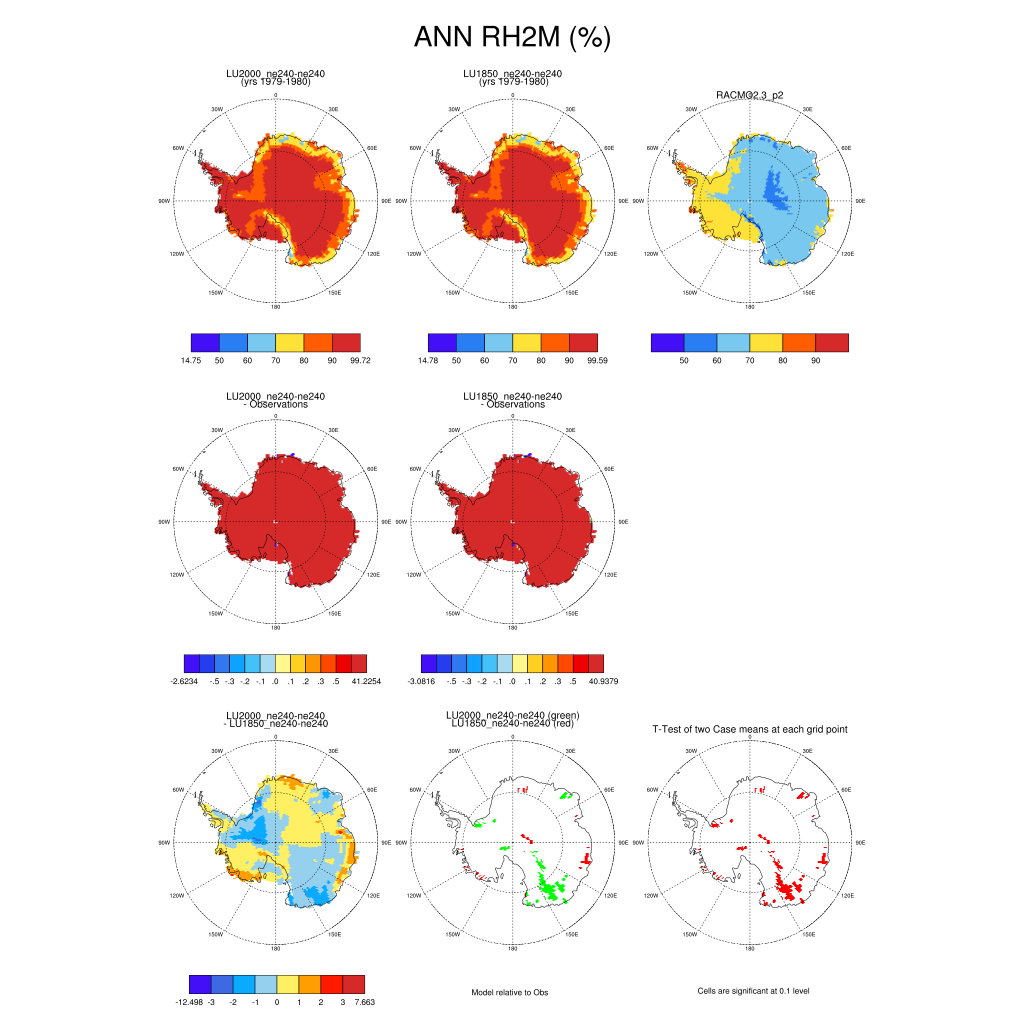 ANN RH2M (%)
LU2000_ne240-ne240
(yrs 1979-1980)
LU1850_ne240-ne240
(yrs 1979-1980)
RACMO2.3_p2
0
30E
60E
90E
120E
150E
180
150W
120W
90W
60W
30W
0
30E
60E
90E
120E
150E
180
150W
120W
90W
60W
30W
0
30E
60E
90E
120E
150E
180
150W
120W
90W
60W
30W
14.75 50 60 70 80 90 99.72
14.78 50 60 70 80 90 99.59
50 60 70 80 90
LU2000_ne240-ne240
- Observations
LU1850_ne240-ne240
- Observations
0
30E
60E
90E
120E
150E
180
150W
120W
90W
60W
30W
0
30E
60E
90E
120E
150E
180
150W
120W
90W
60W
30W
-2.6234 -.5 -.3 -.2 -.1 .0 .1 .2 .3 .5 41.2254
-3.0816 -.5 -.3 -.2 -.1 .0 .1 .2 .3 .5 40.9379
LU2000_ne240-ne240
- LU1850_ne240-ne240
LU2000_ne240-ne240 (green)
LU1850_ne240-ne240 (red)
T-Test of two Case means at each grid point
0
30E
60E
90E
120E
150E
180
150W
120W
90W
60W
30W
0
30E
60E
90E
120E
150E
180
150W
120W
90W
60W
30W
0
30E
60E
90E
120E
150E
180
150W
120W
90W
60W
30W
-12.498 -3 -2 -1 0 1 2 3 7.663
Model relative to Obs
Cells are significant at 0.1 level